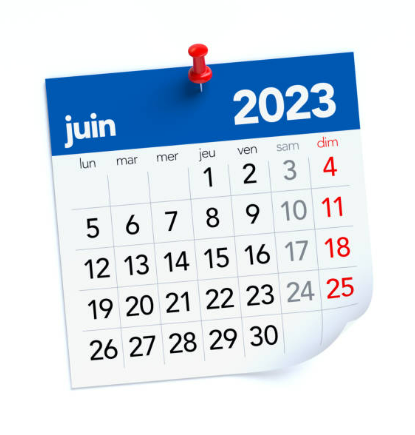 juin 2023
lun mar mer jeu ven sam dim
1 2 3 4
5 6 7 8 9 10 11
12 13 14 15 16 17 18
19 20 21 22 23 24 25
26 27 28 29 30